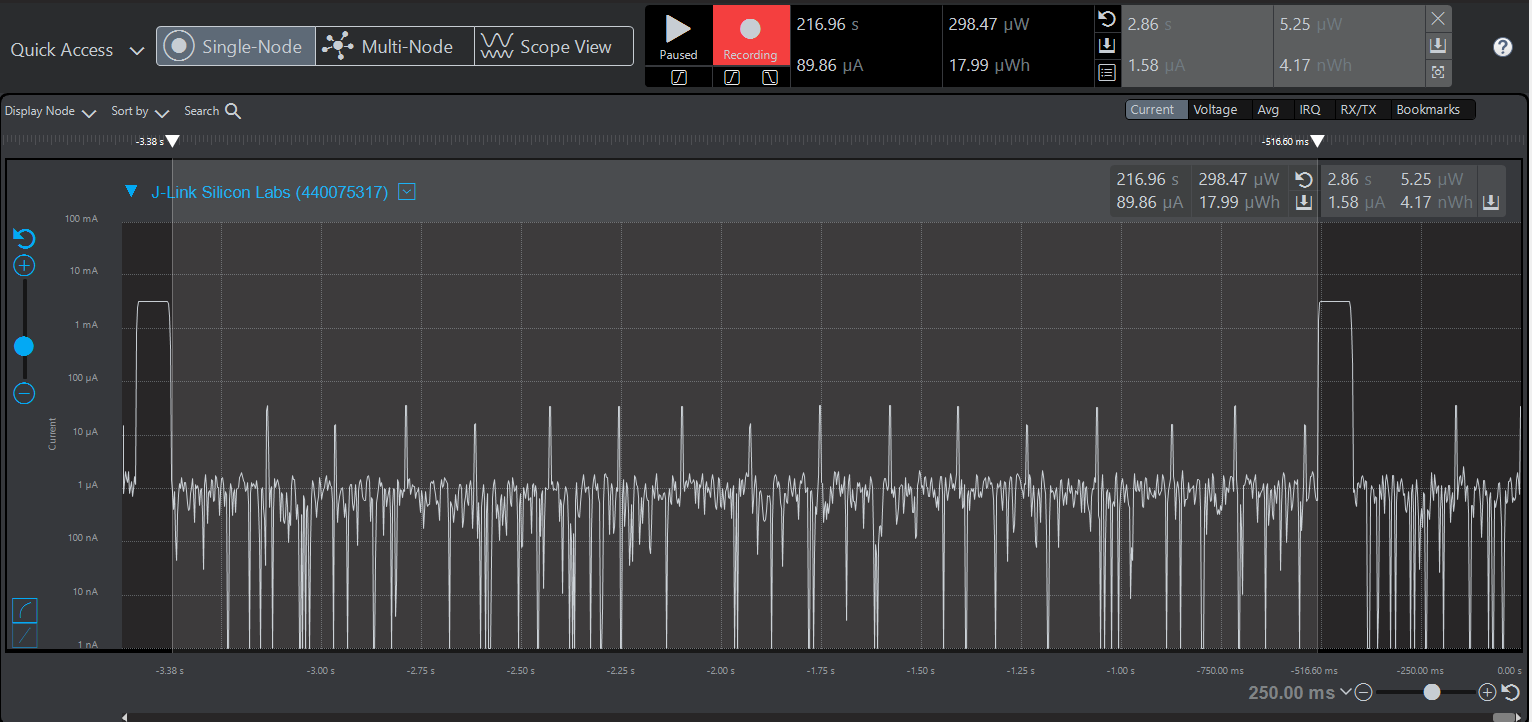 Quick Access
Single-Node
Multi-Node
Scope View
Paused
Recording
216.96 s
298.47 µW
89.86 µA
17.99 µWh
2.86 s
5.25 µW
1.58 µA
4.17 nWh
?
Display Node
Sort by
Search
Current
Voltage
Avg
IRQ
RX/TX
Bookmarks
-3.38 s
-516.60 ms
J-Link Silicon Labs (440075317)
216.96 s
298.47 µW
89.86 µA
17.99 µWh
2.86 s
5.25 µW
1.58 µA
4.17 nWh
100 mA
10 mA
1 mA
100 µA
10 µA
1 µA
100 nA
10 nA
1 nA
Current
-3.38 s
-3.00 s
-2.75 s
-2.50 s
-2.25 s
-2.00 s
-1.75 s
-1.50 s
-1.25 s
-1.00 s
-750.00 ms
-516.60 ms
-250.00 ms
0.00 s
250.00 ms